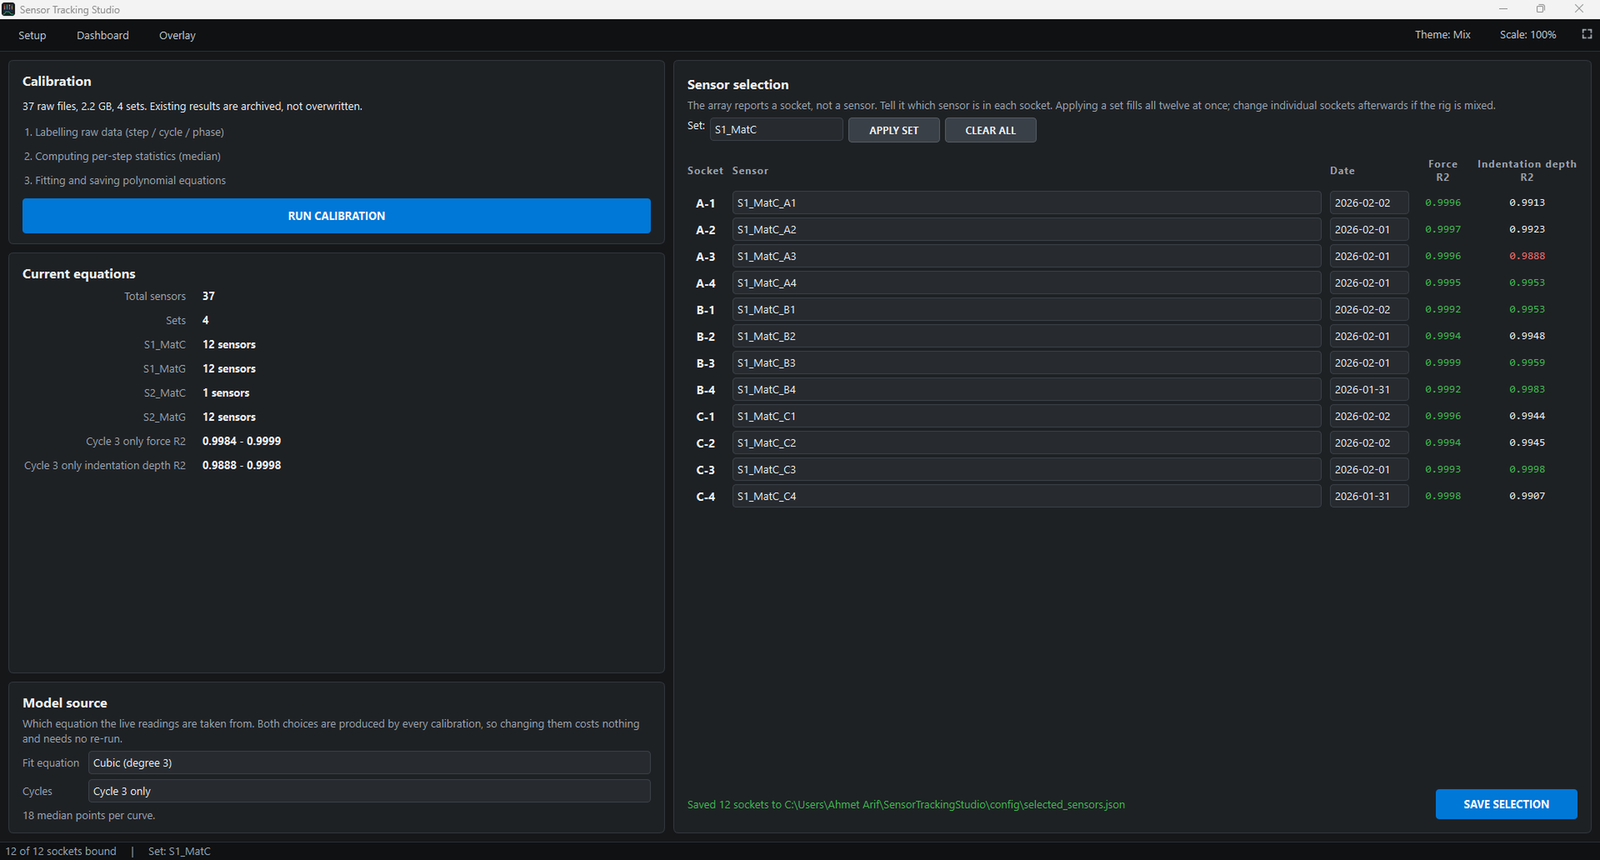 Sensor Tracking Studio
Setup Dashboard Overlay Theme: Mix Scale: 100%
Calibration
37 raw files, 2.2 GB, 4 sets. Existing results are archived, not overwritten.
1. Labelling raw data (step / cycle / phase)
2. Computing per-step statistics (median)
3. Fitting and saving polynomial equations
RUN CALIBRATION
Current equations
Total sensors 37
Sets 4
S1_MatC 12 sensors
S1_MatG 12 sensors
S2_MatC 1 sensors
S2_MatG 12 sensors
Cycle 3 only force R2 0.9984 - 0.9999
Cycle 3 only indentation depth R2 0.9888 - 0.9998
Model source
Which equation the live readings are taken from. Both choices are produced by every calibration, so changing them costs nothing
and needs no re-run.
Fit equation Cubic (degree 3)
Cycles Cycle 3 only
18 median points per curve.
Sensor selection
The array reports a socket, not a sensor. Tell it which sensor is in each socket. Applying a set fills all twelve at once; change individual sockets afterwards if the rig is mixed.
Set: S1_MatC APPLY SET CLEAR ALL
Socket Sensor Date Force R2 Indentation depth R2
A-1 S1_MatC_A1 2026-02-02 0.9996 0.9913
A-2 S1_MatC_A2 2026-02-01 0.9997 0.9923
A-3 S1_MatC_A3 2026-02-01 0.9996 0.9888
A-4 S1_MatC_A4 2026-02-01 0.9995 0.9953
B-1 S1_MatC_B1 2026-02-02 0.9992 0.9953
B-2 S1_MatC_B2 2026-02-01 0.9994 0.9948
B-3 S1_MatC_B3 2026-02-01 0.9999 0.9959
B-4 S1_MatC_B4 2026-01-31 0.9992 0.9983
C-1 S1_MatC_C1 2026-02-02 0.9996 0.9944
C-2 S1_MatC_C2 2026-02-02 0.9994 0.9945
C-3 S1_MatC_C3 2026-02-01 0.9993 0.9998
C-4 S1_MatC_C4 2026-01-31 0.9998 0.9907
Saved 12 sockets to C:\Users\Ahmet Arif\SensorTrackingStudio\config\selected_sensors.json
SAVE SELECTION
12 of 12 sockets bound | Set: S1_MatC